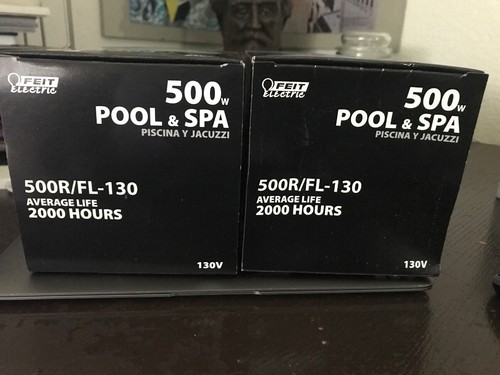 FEIT
electric
500W
POOL & SPA
PISCINA Y JACUZZI
500R/FL-130
AVERAGE LIFE
2000 HOURS
130V
FEIT
electric
500W
POOL & SPA
PISCINA Y JACUZZI
500R/FL-130
AVERAGE LIFE
2000 HOURS
130V